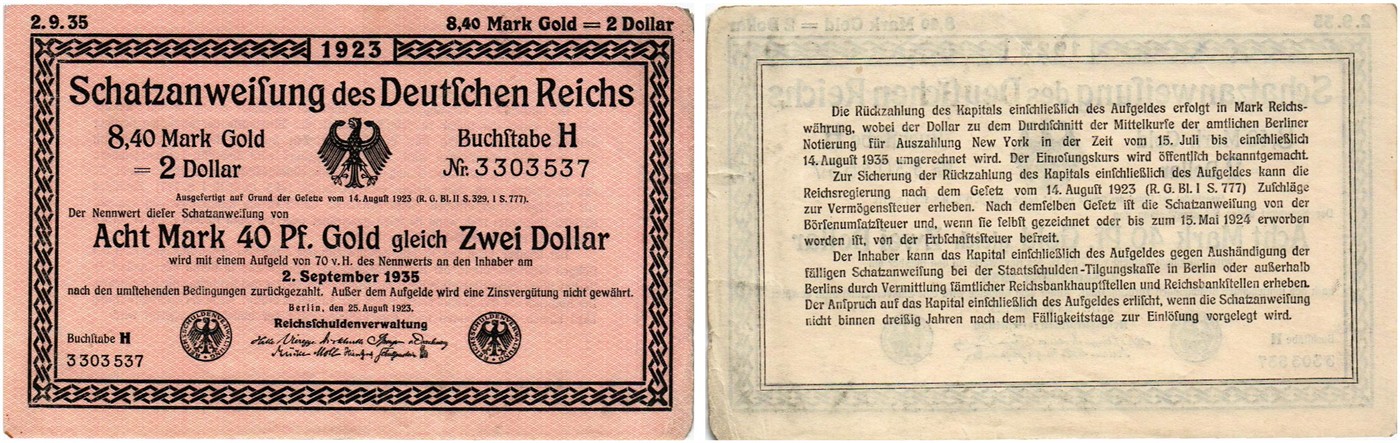 2.9.35
8,40 Mark Gold = 2 Dollar
1923
Schatzanweiſung des Deutſchen Reichs
8,40 Mark Gold
= 2 Dollar
Buchſtabe H
Nr. 3303537
Ausgefertigt auf Grund der Geſetze vom 14. Auguſt 1923 (R. G. Bl. II S. 329, I S. 777).
Der Nennwert dieſer Schatzanweiſung von
Acht Mark 40 Pf. Gold gleich Zwei Dollar
wird mit einem Aufgeld von 70 v. H. des Nennwerts an den Inhaber am
2. September 1935
nach den umſtehenden Bedingungen zurückgezahlt. Außer dem Aufgelde wird eine Zinsvergütung nicht gewährt.
Berlin, den 25. Auguſt 1923.
Reichsſchuldenverwaltung
Buchſtabe H
3303537
REICHSSCHULDENVERWALTUNG
REICHSSCHULDENVERWALTUNG
Die Rückzahlung des Kapitals einſchließlich des Aufgeldes erfolgt in Mark Reichs-
währung, wobei der Dollar zu dem Durchſchnitt der Mittelkurſe der amtlichen Berliner
Notierung für Auszahlung New York in der Zeit vom 15. Juli bis einſchließlich
14. Auguſt 1935 umgerechnet wird. Der Einlöſungskurs wird öffentlich bekanntgemacht.
Zur Sicherung der Rückzahlung des Kapitals einſchließlich des Aufgeldes kann die
Reichsregierung nach dem Geſetz vom 14. Auguſt 1923 (R. G. Bl. I S. 777) Zuſchläge
zur Vermögensſteuer erheben. Nach demſelben Geſetz iſt die Schatzanweiſung von der
Börſenumſatzſteuer und, wenn ſie ſelbſt gezeichnet oder bis zum 15. Mai 1924 erworben
worden iſt, von der Erbſchaftsſteuer befreit.
Der Inhaber kann das Kapital einſchließlich des Aufgeldes gegen Aushändigung der
fälligen Schatzanweiſung bei der Staatsſchulden-Tilgungskaſſe in Berlin oder außerhalb
Berlins durch Vermittlung ſämtlicher Reichsbankhauptſtellen und Reichsbankſtellen erheben.
Der Anſpruch auf das Kapital einſchließlich des Aufgeldes erliſcht, wenn die Schatzanweiſung
nicht binnen dreißig Jahren nach dem Fälligkeitstage zur Einlöſung vorgelegt wird.